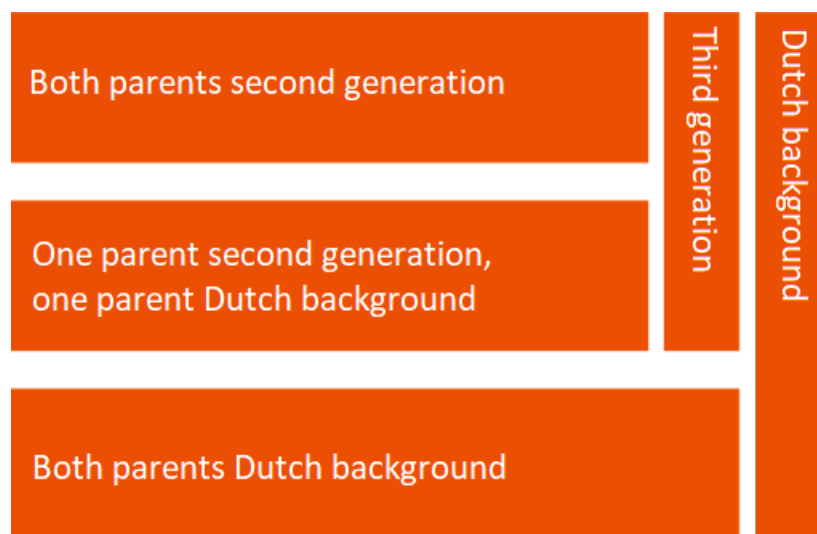 Both parents second generation
One parent second generation,
one parent Dutch background
Both parents Dutch background
Third generation
Dutch background